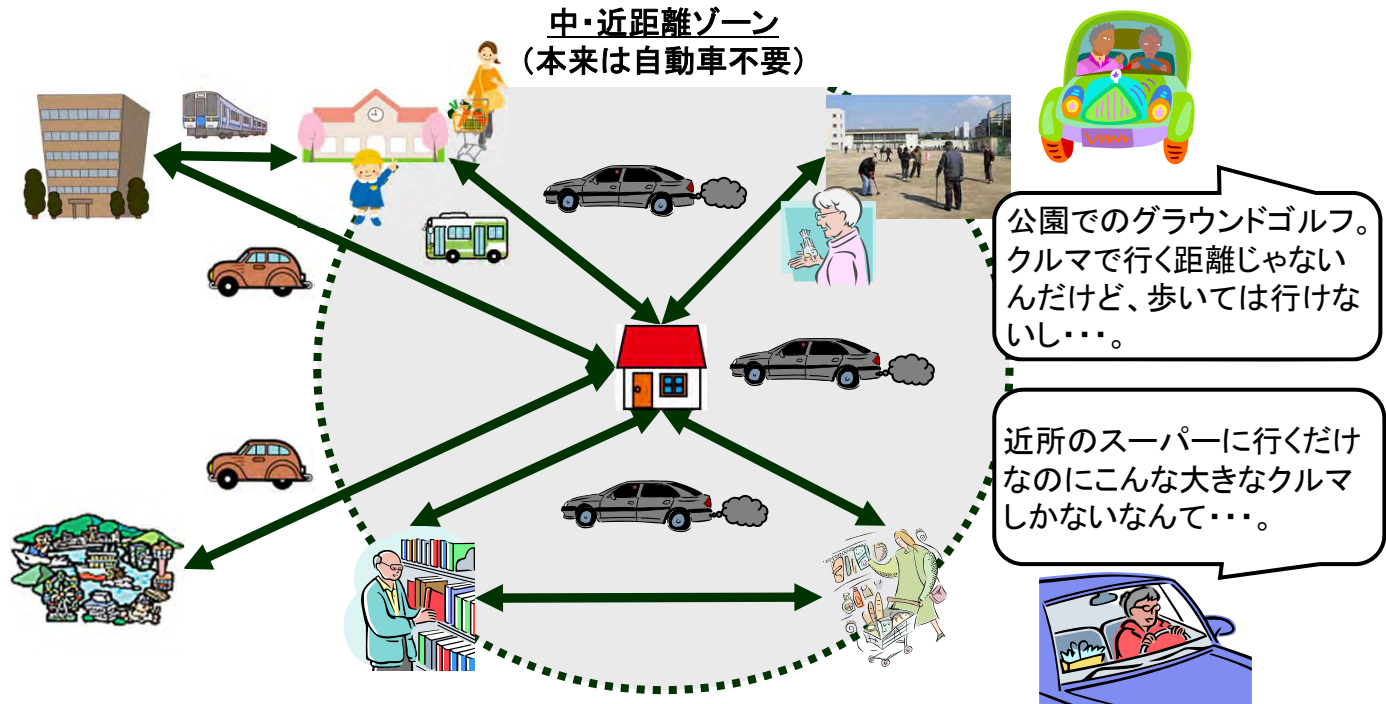 中・近距離ゾーン
（本来は自動車不要）
公園でのグラウンドゴルフ。
クルマで行く距離じゃない
んだけど、歩いては行けな
いし・・・。
近所のスーパーに行くだけ
なのにこんな大きなクルマ
しかないなんて・・・。